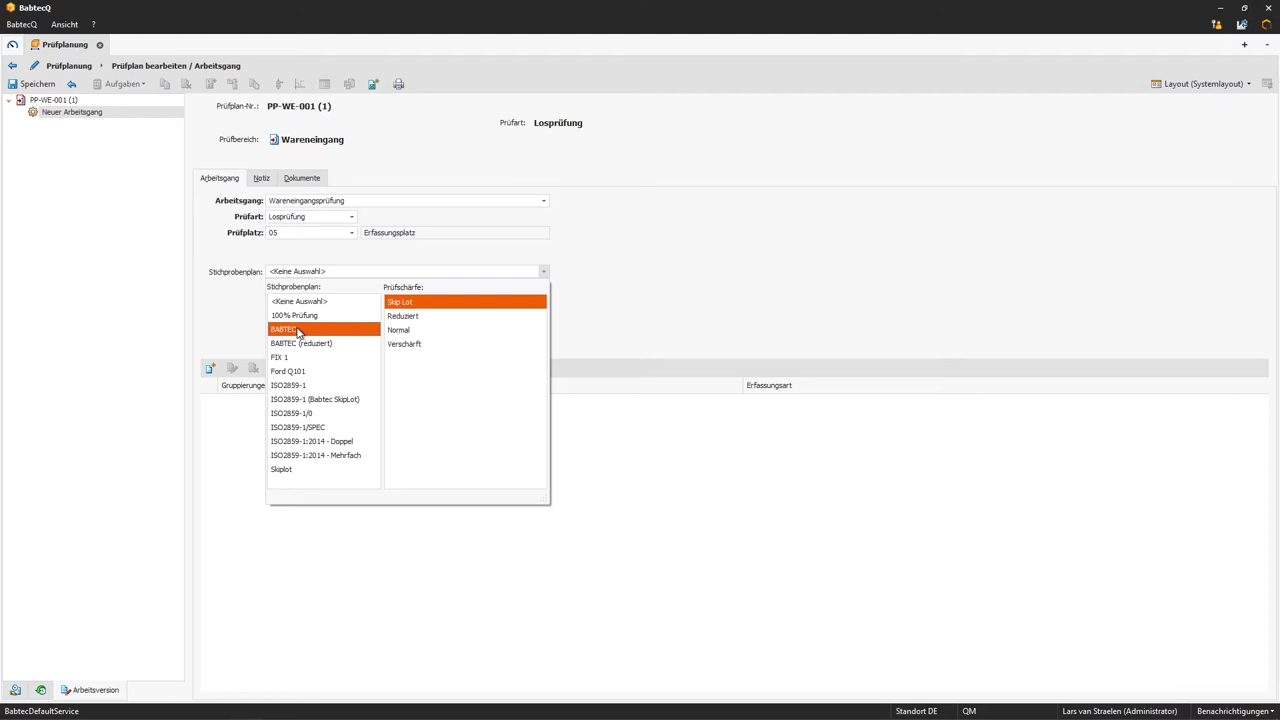 BabtecQ
BabtecQ Ansicht ?
Prüfplanung
Prüfplanung › Prüfplan bearbeiten / Arbeitsgang
Speichern Aufgaben Layout (Systemlayout)
PP-WE-001 (1)
Neuer Arbeitsgang
Prüfplan-Nr.: PP-WE-001 (1)
Prüfart: Losprüfung
Prüfbereich: Wareneingang
Arbeitsgang Notiz Dokumente
Arbeitsgang: Wareneingangsprüfung
Prüfart: Losprüfung
Prüfplatz: 05 Erfassungsplatz
Stichprobenplan: <Keine Auswahl>
Stichprobenplan: Prüfschärfe:
<Keine Auswahl> Skip Lot
100% Prüfung Reduziert
BABTEC Normal
BABTEC (reduziert) Verschärft
FIX 1
Ford Q101
ISO2859-1
ISO2859-1 (Babtec SkipLot)
ISO2859-1/0
ISO2859-1/SPEC
ISO2859-1:2014 - Doppel
ISO2859-1:2014 - Mehrfach
Skiplot
Erfassungsart
Arbeitsversion
BabtecDefaultService Standort DE QM Lars van Straelen (Administrator) Benachrichtigungen